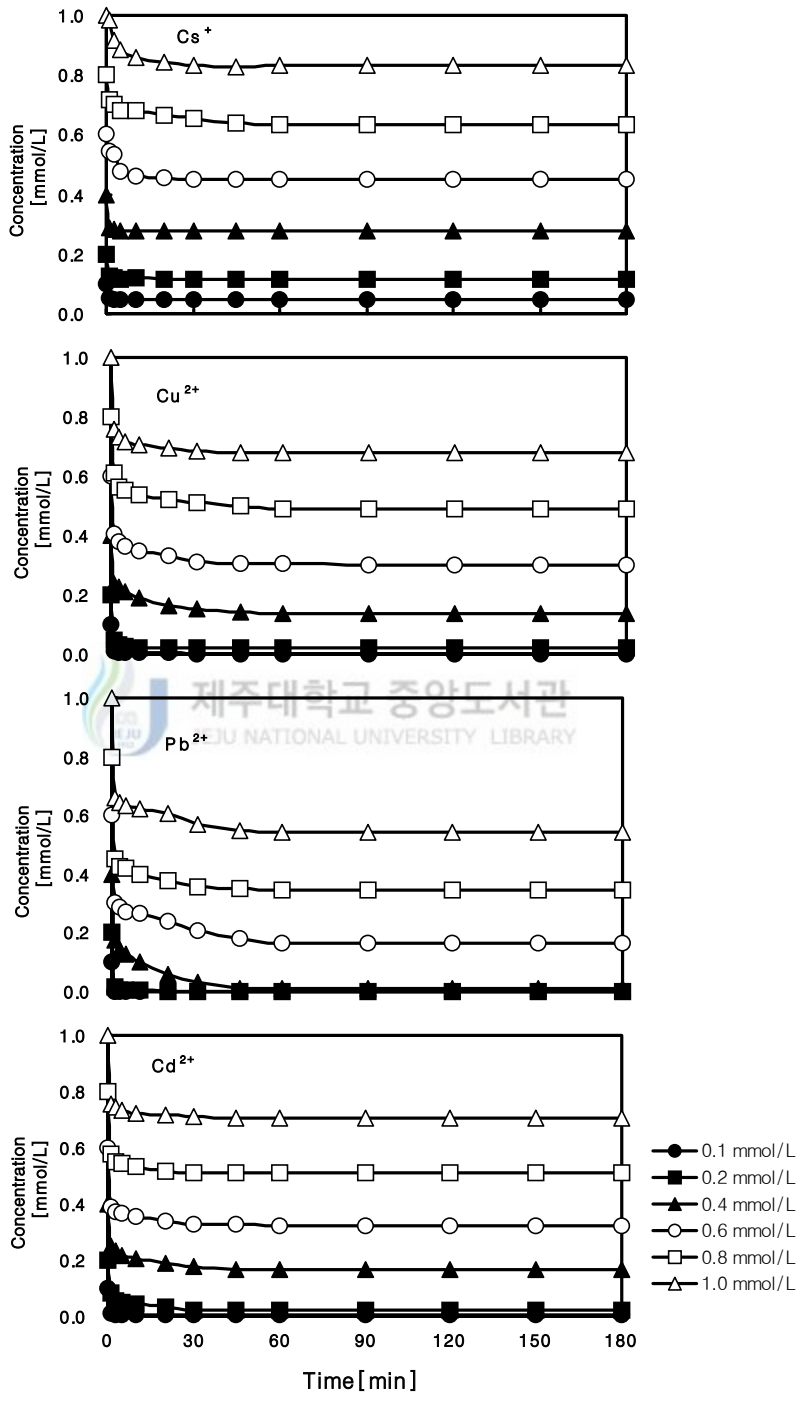 1.0
0.8
0.6
0.4
0.2
0.0
Concentration
[mmol/L]
Cs+
1.0
0.8
0.6
0.4
0.2
0.0
Concentration
[mmol/L]
Cu2+
제주대학교 중앙도서관
JEJU NATIONAL UNIVERSITY LIBRARY
JEJU
1.0
0.8
0.6
0.4
0.2
0.0
Concentration
[mmol/L]
Pb2+
1.0
0.8
0.6
0.4
0.2
0.0
Concentration
[mmol/L]
Cd2+
0 30 60 90 120 150 180
Time[min]
0.1 mmol/L
0.2 mmol/L
0.4 mmol/L
0.6 mmol/L
0.8 mmol/L
1.0 mmol/L